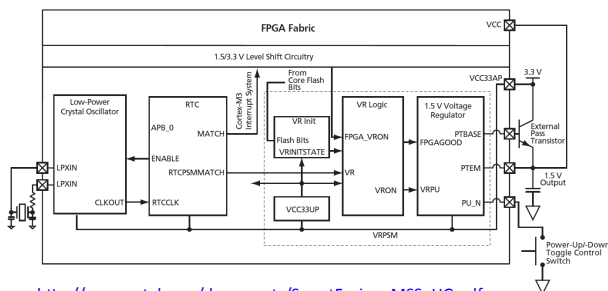 FPGA Fabric
VCC
1.5/3.3 V Level Shift Circuitry
VCC33AP
3.3 V
Low-Power
Crystal Oscillator
RTC
APB_0
MATCH
ENABLE
RTCPSMMATCH
CLKOUT
RTCCLK
Cortex-M3
Interrupt System
From
Core Flash
Bits
VR Init
Flash Bits
VRINITSTATE
VCC33UP
VR Logic
FPGA_VRON
VR
VRON
1.5 V Voltage
Regulator
FPGAGOOD
VRPU
PTBASE
PTEM
PU_N
External
Pass
Transistor
1.5 V
Output
LPXIN
LPXIN
VRPSM
Power-Up/-Down
Toggle Control
Switch